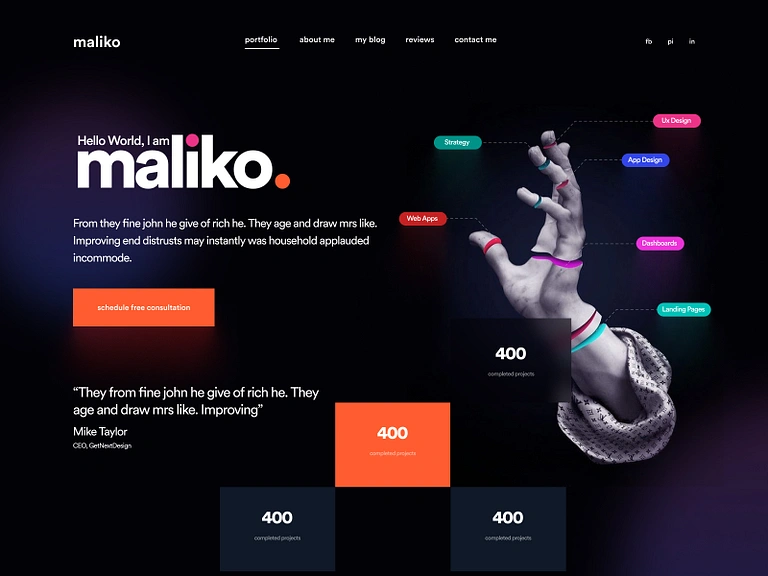 maliko
portfolio about me my blog reviews contact me
fb pi in
Hello World, I am
maliko.
From they fine john he give of rich he. They age and draw mrs like.
Improving end distrusts may instantly was household applauded
incommode.
schedule free consultation
Ux Design
Strategy
App Design
Web Apps
Dashboards
Landing Pages
400
completed projects
“They from fine john he give of rich he. They
age and draw mrs like. Improving”
Mike Taylor
CEO, GetNextDesign
400
completed projects
400
completed projects
400
completed projects